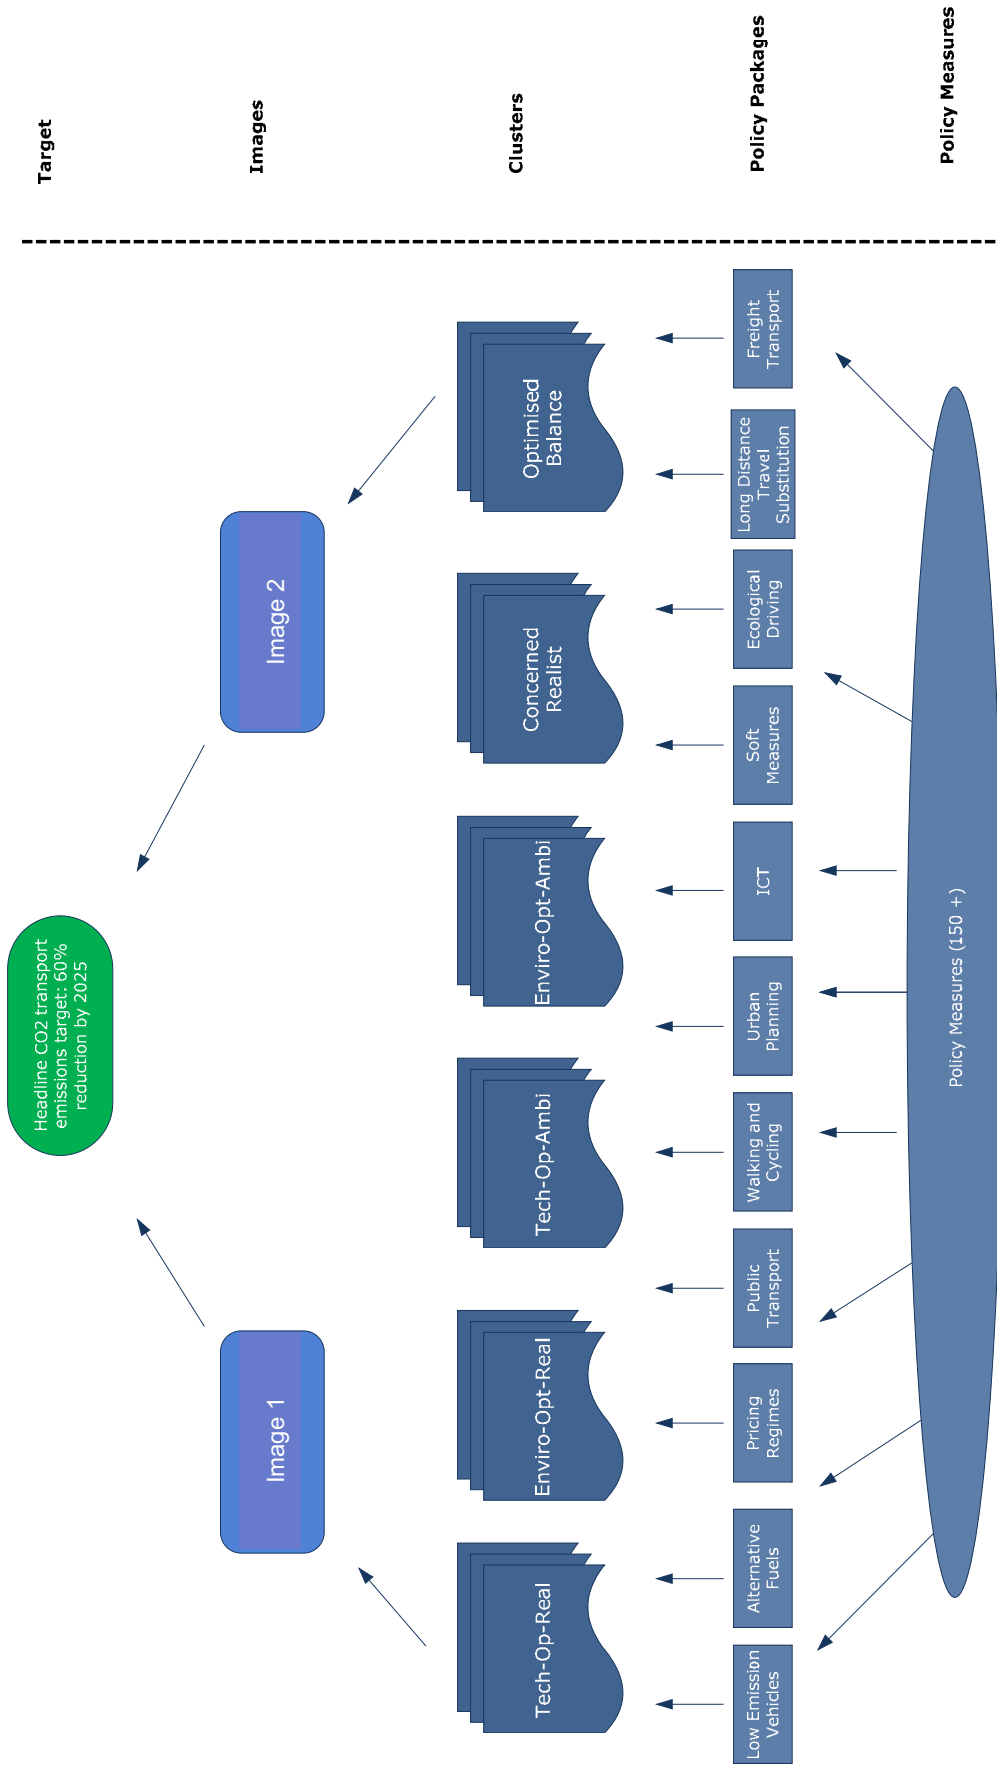 Headline CO2 transport
emissions target: 60%
reduction by 2025
Target
Image 1
Image 2
Images
Tech-Op-Real
Enviro-Opt-Real
Tech-Op-Ambi
Enviro-Opt-Ambi
Concerned
Realist
Optimised
Balance
Clusters
Low Emission
Vehicles
Alternative
Fuels
Pricing
Regimes
Public
Transport
Walking and
Cycling
Urban
Planning
ICT
Soft
Measures
Ecological
Driving
Long Distance
Travel
Substitution
Freight
Transport
Policy Packages
Policy Measures (150 +)
Policy Measures